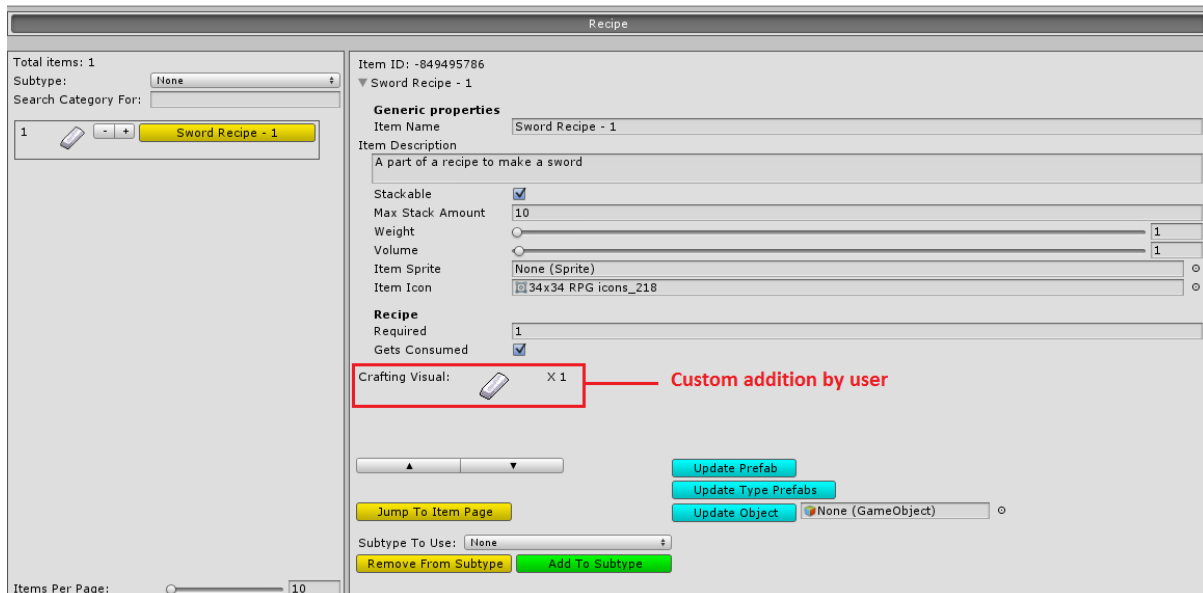 Recipe
Total items: 1
Subtype: None
Search Category For:
1 - + Sword Recipe - 1
Items Per Page: 10
Item ID: -849495786
▼ Sword Recipe - 1
Generic properties
Item Name Sword Recipe - 1
Item Description
A part of a recipe to make a sword
Stackable
Max Stack Amount 10
Weight 1
Volume 1
Item Sprite None (Sprite)
Item Icon 34x34 RPG icons_218
Recipe
Required 1
Gets Consumed
Crafting Visual: X 1 Custom addition by user
▲ ▼ Update Prefab
Update Type Prefabs
Jump To Item Page Update Object None (GameObject)
Subtype To Use: None
Remove From Subtype Add To Subtype